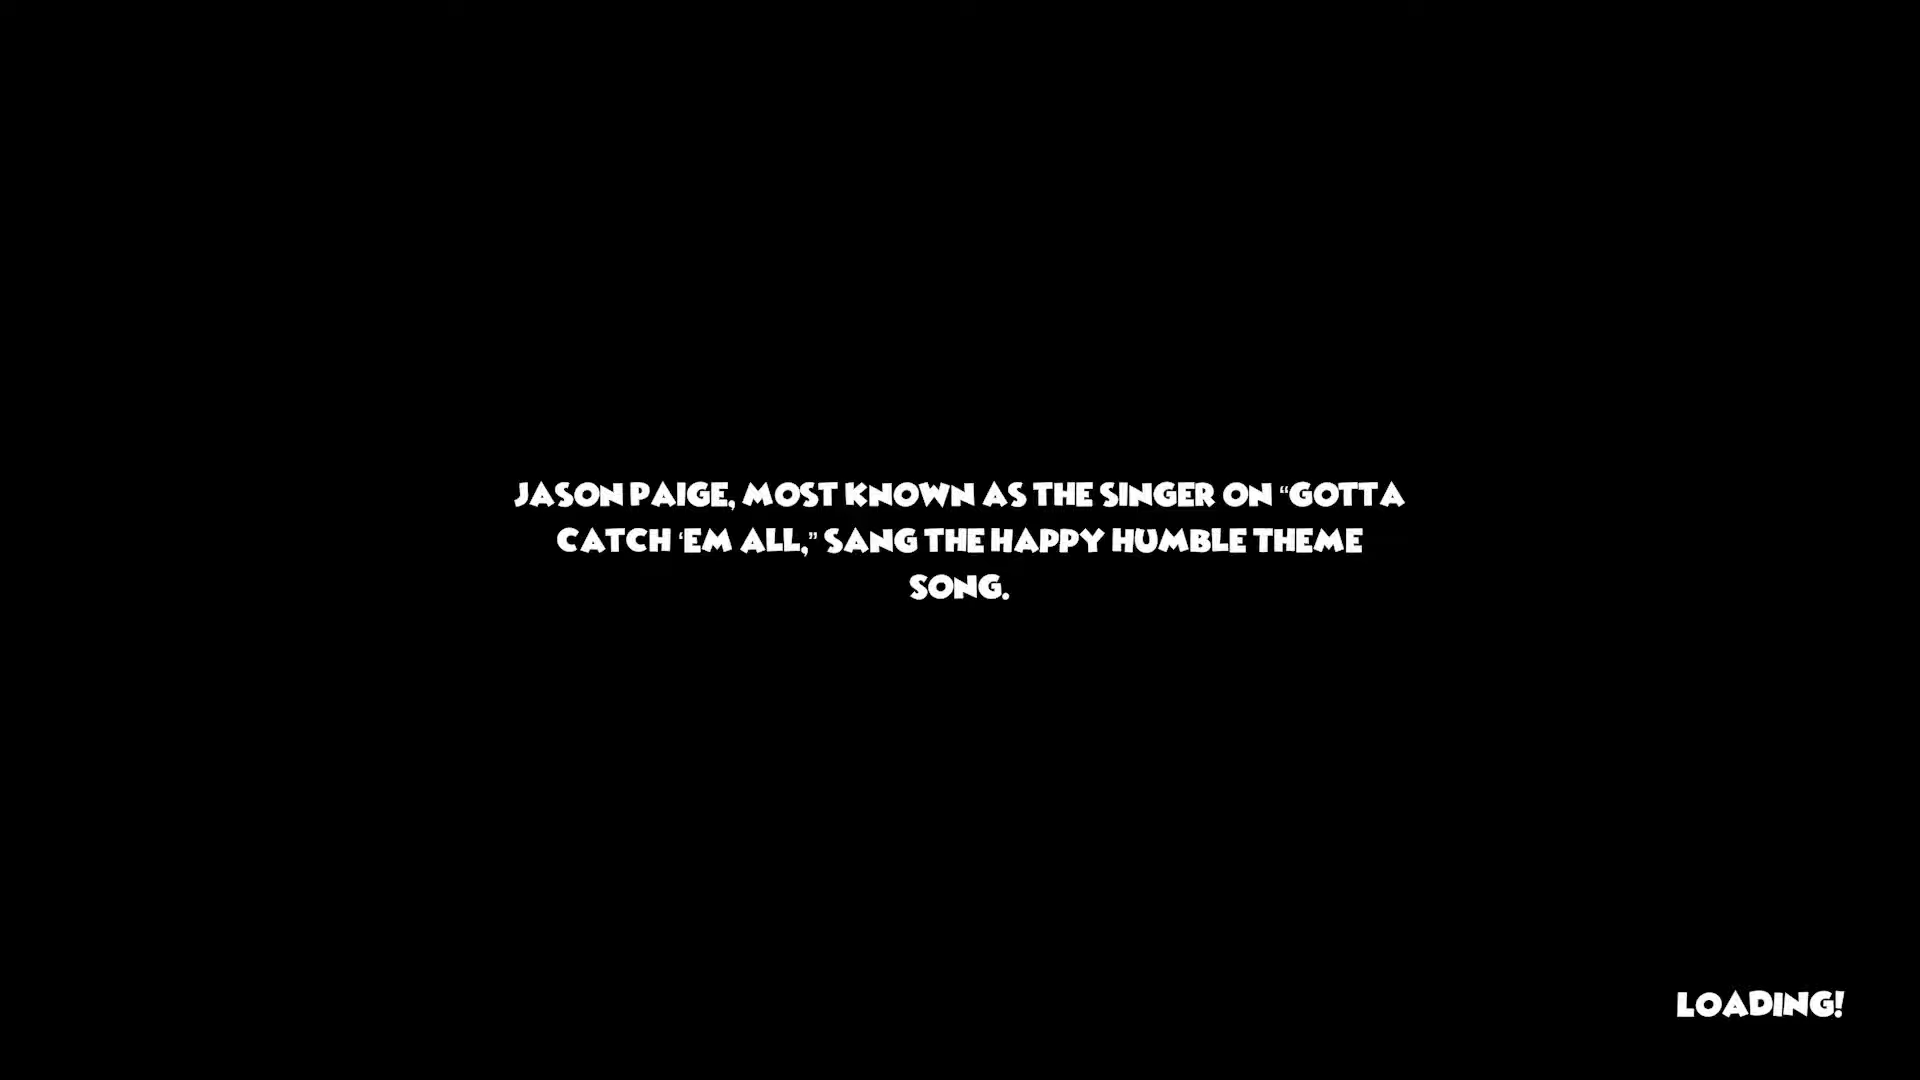 JASON PAIGE, MOST KNOWN AS THE SINGER ON “GOTTA
CATCH ‘EM ALL,” SANG THE HAPPY HUMBLE THEME
SONG.
LOADING!